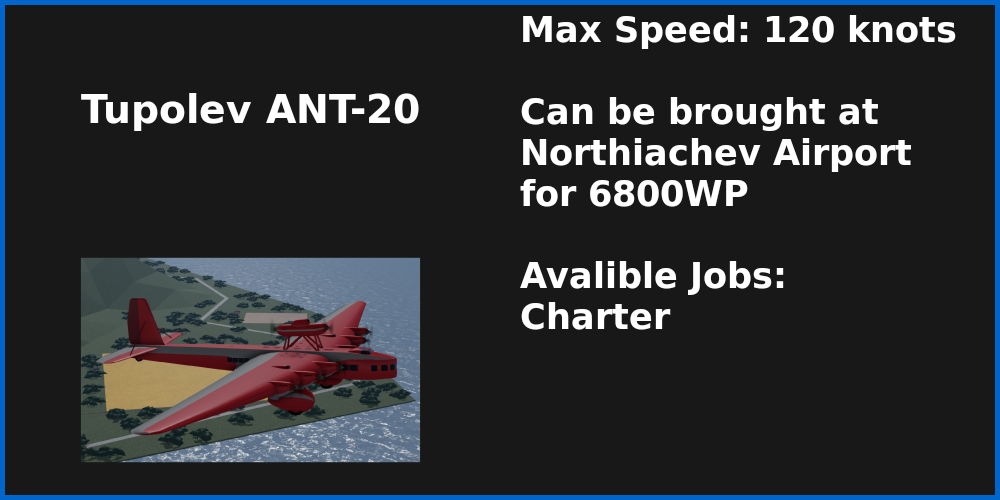 Tupolev ANT-20
Max Speed: 120 knots
Can be brought at
Northiachev Airport
for 6800WP
Avalible Jobs:
Charter